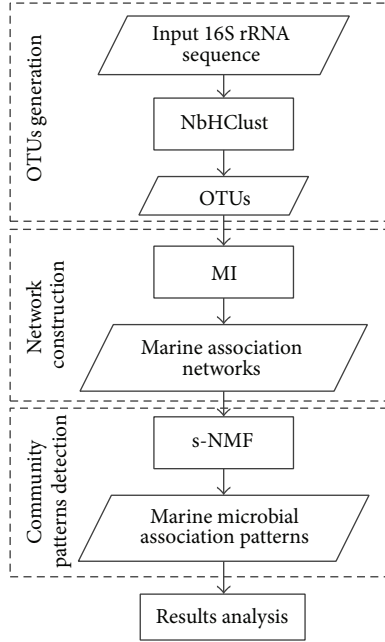 OTUs generation
Input 16S rRNA
sequence
NbHClust
OTUs
Network
construction
MI
Marine association
networks
Community
patterns detection
s-NMF
Marine microbial
association patterns
Results analysis